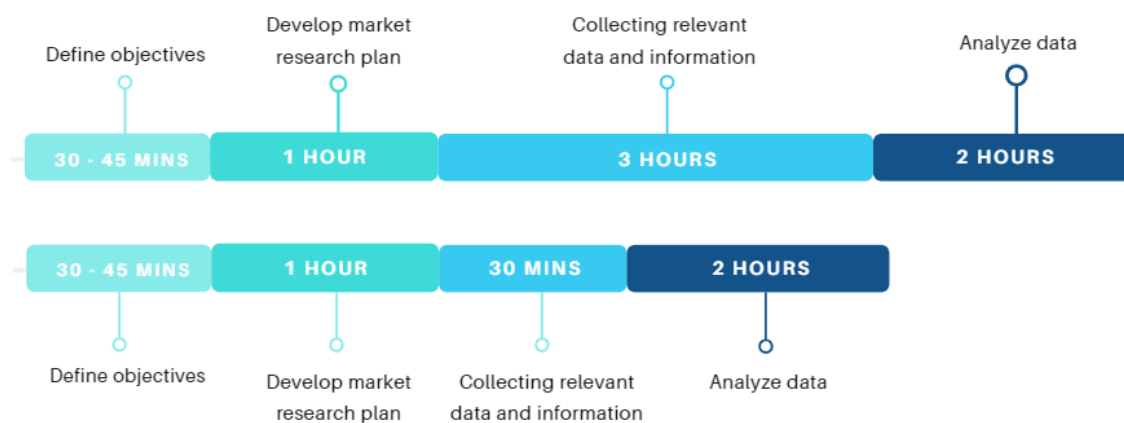 Define objectives
Develop market
research plan
Collecting relevant
data and information
Analyze data
30 - 45 MINS
1 HOUR
3 HOURS
2 HOURS
30 - 45 MINS
1 HOUR
30 MINS
2 HOURS
Define objectives
Develop market
research plan
Collecting relevant
data and information
Analyze data